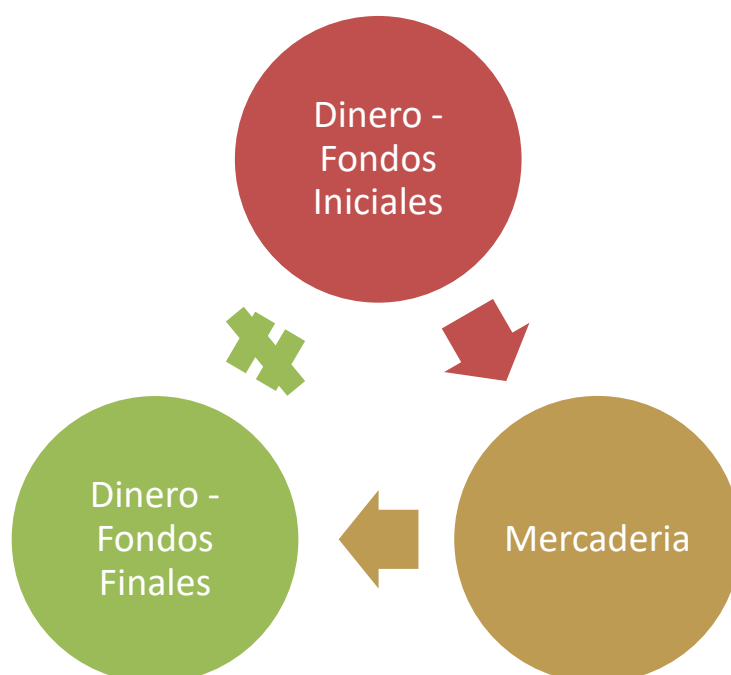 Dinero -
Fondos
Iniciales
Dinero -
Fondos
Finales
Mercaderia